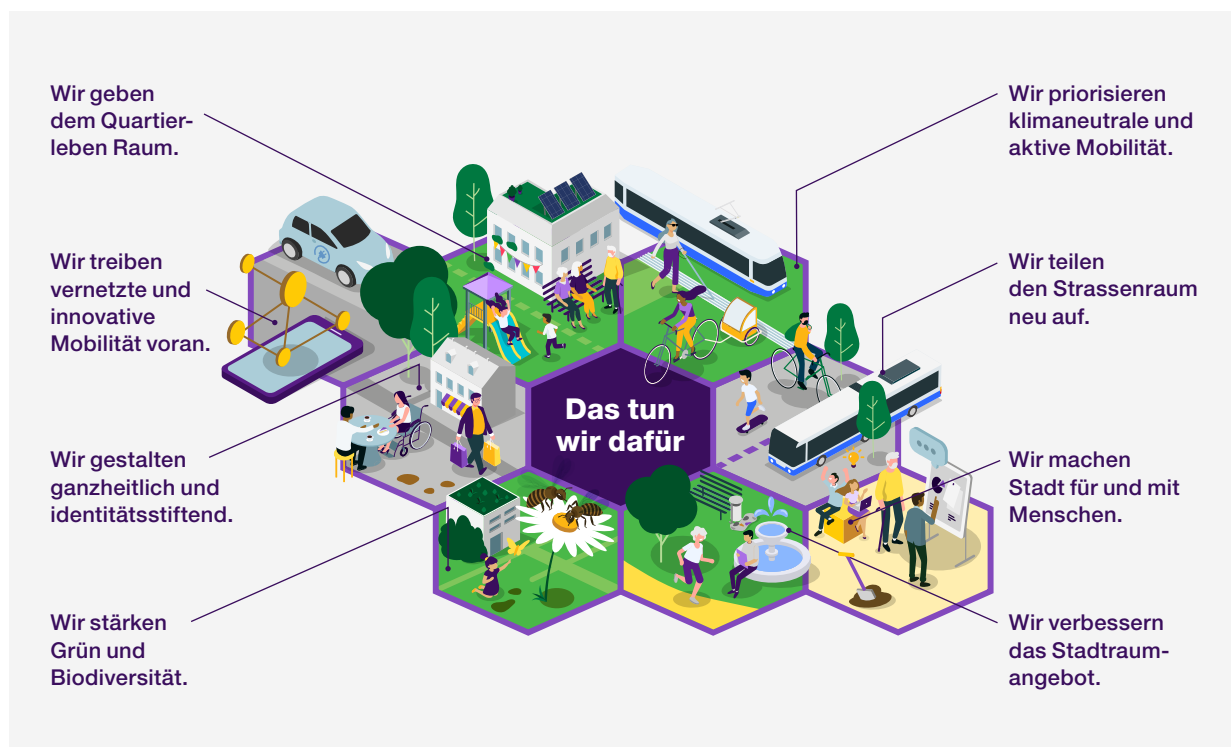 Wir geben
dem Quartier-
leben Raum.
Wir treiben
vernetzte und
innovative
Mobilität voran.
Wir gestalten
ganzheitlich und
identitätsstiftend.
Wir stärken
Grün und
Biodiversität.
Das tun
wir dafür
Wir priorisieren
klimaneutrale und
aktive Mobilität.
Wir teilen
den Strassenraum
neu auf.
Wir machen
Stadt für und mit
Menschen.
Wir verbessern
das Stadtraum-
angebot.